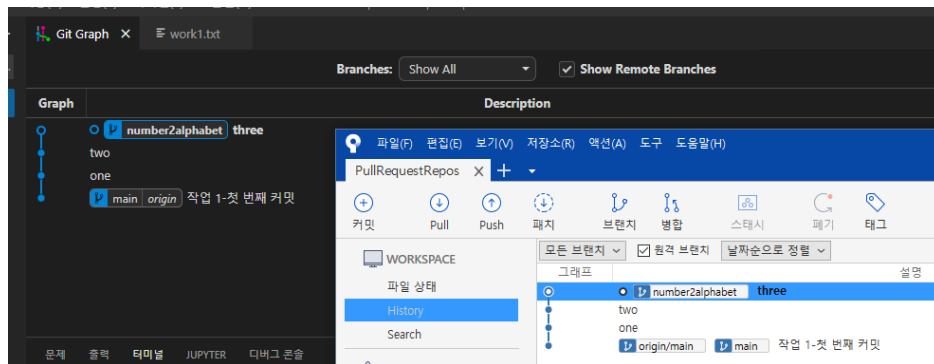 Git Graph
work1.txt
Branches: Show All
Show Remote Branches
Graph Description
number2alphabet three
two
one
main origin 작업 1-첫 번째 커밋
문제 출력 터미널 JUPYTER 디버그 콘솔
파일(F) 편집(E) 보기(V) 저장소(R) 액션(A) 도구 도움말(H)
PullRequestRepos
커밋 Pull Push 패치 브랜치 병합 스태시 폐기 태그
WORKSPACE
파일 상태
History
Search
모든 브랜치 원격 브랜치 날짜순으로 정렬
그래프 설명
number2alphabet three
two
one
origin/main main 작업 1-첫 번째 커밋